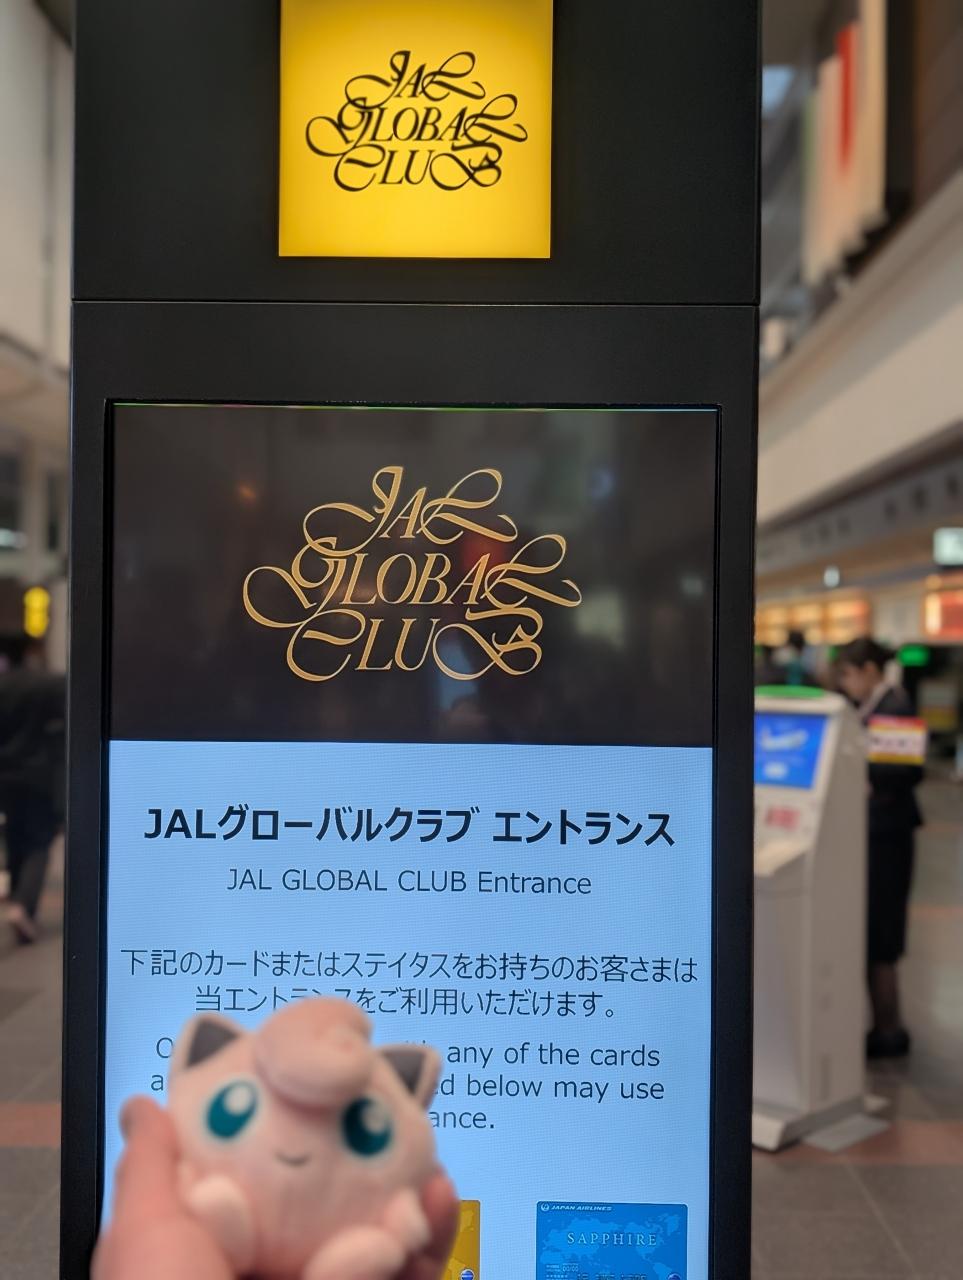 JAL
GLOBAL
CLUB
JAL
GLOBAL
CLUB
JALグローバルクラブ エントランス
JAL GLOBAL CLUB Entrance
下記のカードまたはステイタスをお持ちのお客さまは
当エントランスをご利用いただけます。
any of the cards
below may use
JAPAN AIRLINES
SAPPHIRE